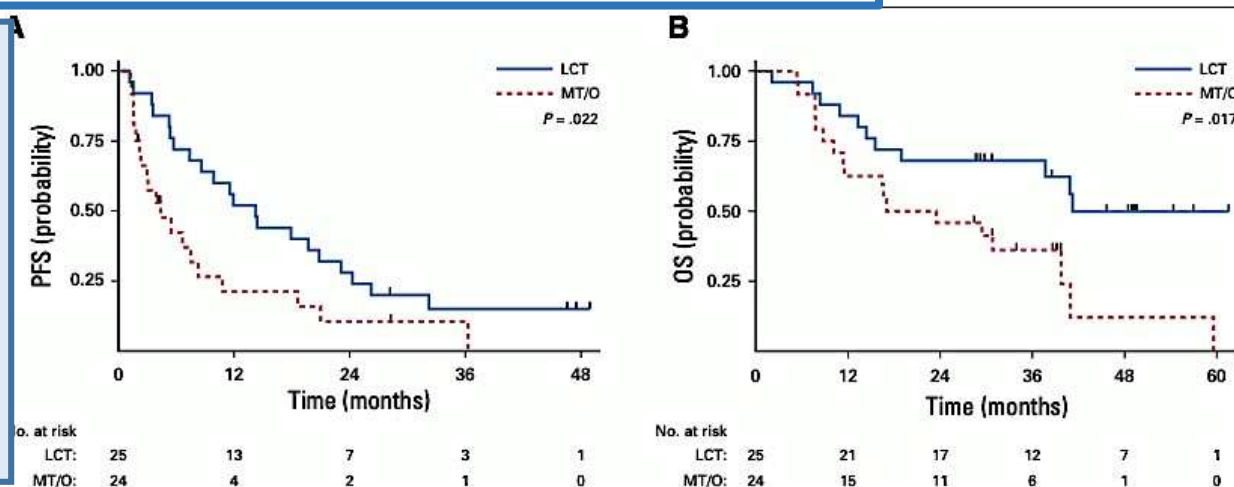 A
PFS (probability)
1.00
0.75
0.50
0.25
LCT
MT/O
P = .022
0 12 24 36 48
Time (months)
No. at risk
LCT: 25 13 7 3 1
MT/O: 24 4 2 1 0
B
OS (probability)
1.00
0.75
0.50
0.25
LCT
MT/O
P = .017
0 12 24 36 48 60
Time (months)
No. at risk
LCT: 25 21 17 12 7 1
MT/O: 24 15 11 6 1 0